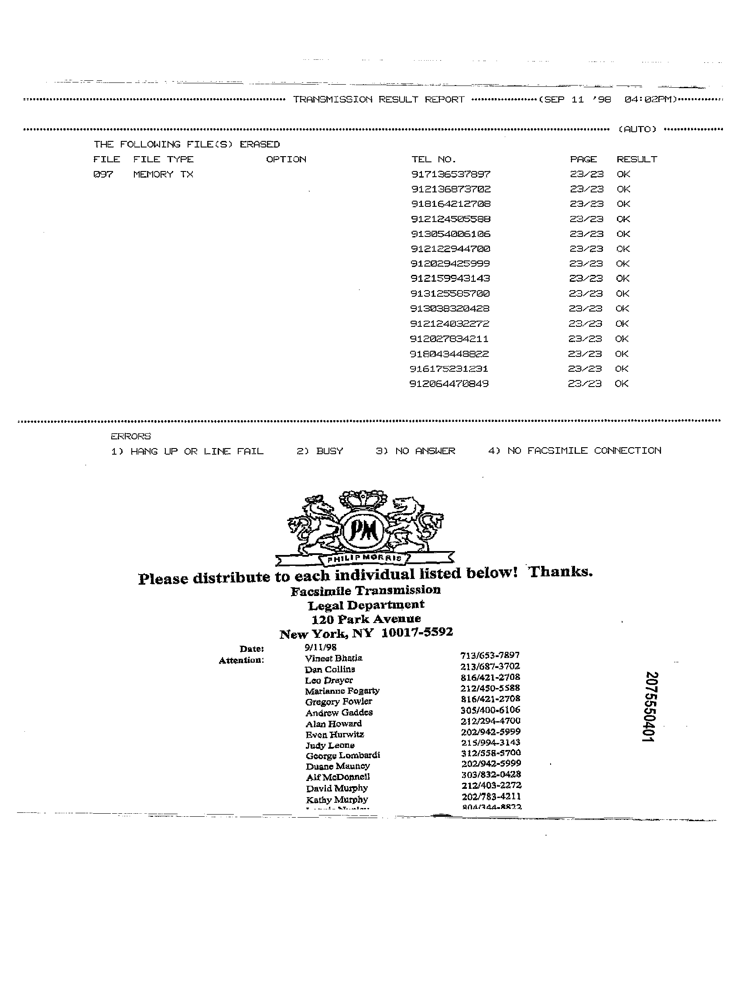 TRANSMISSION RESULT REPORT (SEP 11 '98 04:02PM)
(AUTO)
THE FOLLOWING FILE(S) ERASED
FILE FILE TYPE OPTION TEL NO. PAGE RESULT
097 MEMORY TX 917136537897 23/23 OK
912136873702 23/23 OK
918164212708 23/23 OK
912124505588 23/23 OK
913054006106 23/23 OK
912122944700 23/23 OK
912029425999 23/23 OK
912159943143 23/23 OK
913125585700 23/23 OK
913038320428 23/23 OK
912124032272 23/23 OK
912027834211 23/23 OK
918043448822 23/23 OK
916175231231 23/23 OK
912064470849 23/23 OK
ERRORS
1) HANG UP OR LINE FAIL 2) BUSY 3) NO ANSWER 4) NO FACSIMILE CONNECTION
PM
PHILIP MORRIS
Please distribute to each individual listed below! Thanks.
Facsimile Transmission
Legal Department
120 Park Avenue
New York, NY 10017-5592
Date: 9/11/98
Attention: Vineet Bhatia 713/653-7897
Dan Collins 213/687-3702
Leo Dreyer 816/421-2708
Marianne Fogarty 212/450-5588
Gregory Fowler 816/421-2708
Andrew Gaddes 305/400-6106
Alan Howard 212/294-4700
Even Hurwitz 202/942-5999
Judy Leone 215/994-3143
George Lombardi 312/558-5700
Duane Mauney 202/942-5999
Alf McDonnell 303/832-0428
David Murphy 212/403-2272
Kathy Murphy 202/783-4211
804/344-8822
2075550401